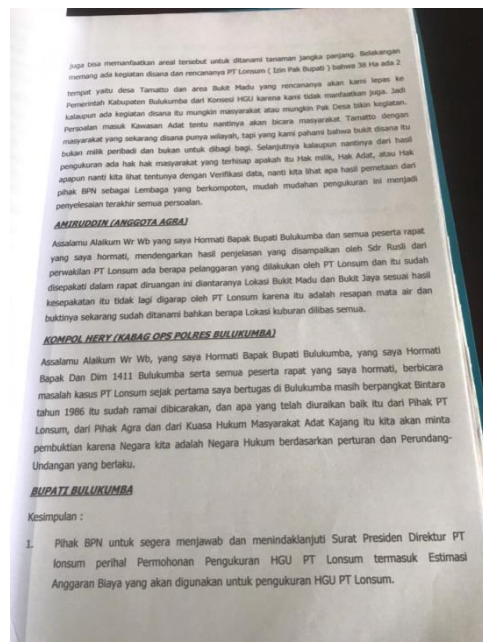 juga bisa memanfaatkan areal tersebut untuk ditanami tanaman jangka panjang. Belakangan
memang ada kegiatan disana dan rencananya PT Lonsum ( Izin Pak Bupati ) bahwa 38 Ha ada 2
tempat yaitu desa Tamatto dan area Bukit Madu yang rencananya akan kami lepas ke
Pemerintah Kabupaten Bulukumba dari Konsesi HGU karena kami tidak manfaatkan juga. Jadi
kalaupun ada kegiatan disana itu mungkin masyarakat atau mungkin Pak Desa bikin kegiatan.
Persoalan masuk Kawasan Adat tentu nantinya akan bicara masyarakat. Tamatto dengan
masyarakat yang sekarang disana punya wilayah, tapi yang kami pahami bahwa bukit disana itu
bukan milik peribadi dan bukan untuk dibagi bagi. Selanjutnya kalaupun nantinya dari hasil
pengukuran ada hak hak masyarakat yang terhisap apakah itu Hak milik, Hak Adat, atau Hak
apapun nanti kita lihat tentunya dengan Verifikasi data, nanti kita lihat apa hasil pemetaan dari
pihak BPN sebagai Lembaga yang berkompoten, mudah mudahan pengukuran ini menjadi
penyelesaian terakhir semua persoalan.
AMIRUDDIN (ANGGOTA AGRA)
Assalamu Alaikum Wr Wb yang saya Hormati Bapak Bupati Bulukumba dan semua peserta rapat
yang saya hormati, mendengarkan hasil penjelasan yang disampaikan oleh Sdr Rusli dari
perwakilan PT Lonsum ada berapa pelanggaran yang dilakukan oleh PT Lonsum dan itu sudah
disepakati dalam rapat diruangan ini diantaranya Lokasi Bukit Madu dan Bukit Jaya sesuai hasil
kesepakatan itu tidak lagi digarap oleh PT Lonsum karena itu adalah resapan mata air dan
buktinya sekarang sudah ditanami bahkan berapa Lokasi kuburan dilibas semua.
KOMPOL HERY (KABAG OPS POLRES BULUKUMBA)
Assalamu Alaikum Wr Wb, yang saya Hormati Bapak Bupati Bulukumba, yang saya Hormati
Bapak Dan Dim 1411 Bulukumba serta semua peserta rapat yang saya hormati, berbicara
masalah kasus PT Lonsum sejak pertama saya bertugas di Bulukumba masih berpangkat Bintara
tahun 1986 itu sudah ramai dibicarakan, dan apa yang telah diuraikan baik itu dari Pihak PT
Lonsum, dari Pihak Agra dan dari Kuasa Hukum Masyarakat Adat Kajang itu kita akan minta
pembuktian karena Negara kita adalah Negara Hukum berdasarkan perturan dan Perundang-
Undangan yang berlaku.
BUPATI BULUKUMBA
Kesimpulan :
1. Pihak BPN untuk segera menjawab dan menindaklanjuti Surat Presiden Direktur PT
lonsum perihal Permohonan Pengukuran HGU PT Lonsum termasuk Estimasi
Anggaran Biaya yang akan digunakan untuk pengukuran HGU PT Lonsum.